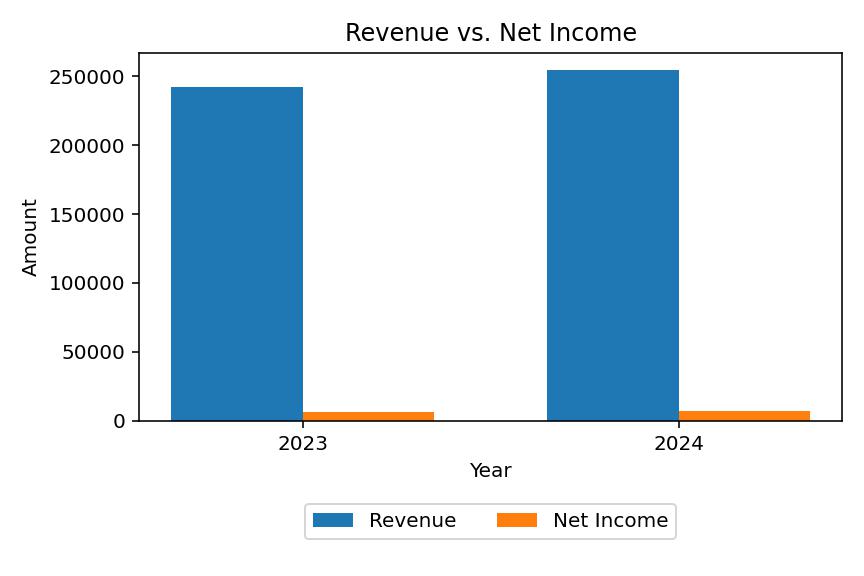 Revenue vs. Net Income
250000
200000
150000
100000
50000
0
Amount
2023 2024
Year
Revenue Net Income